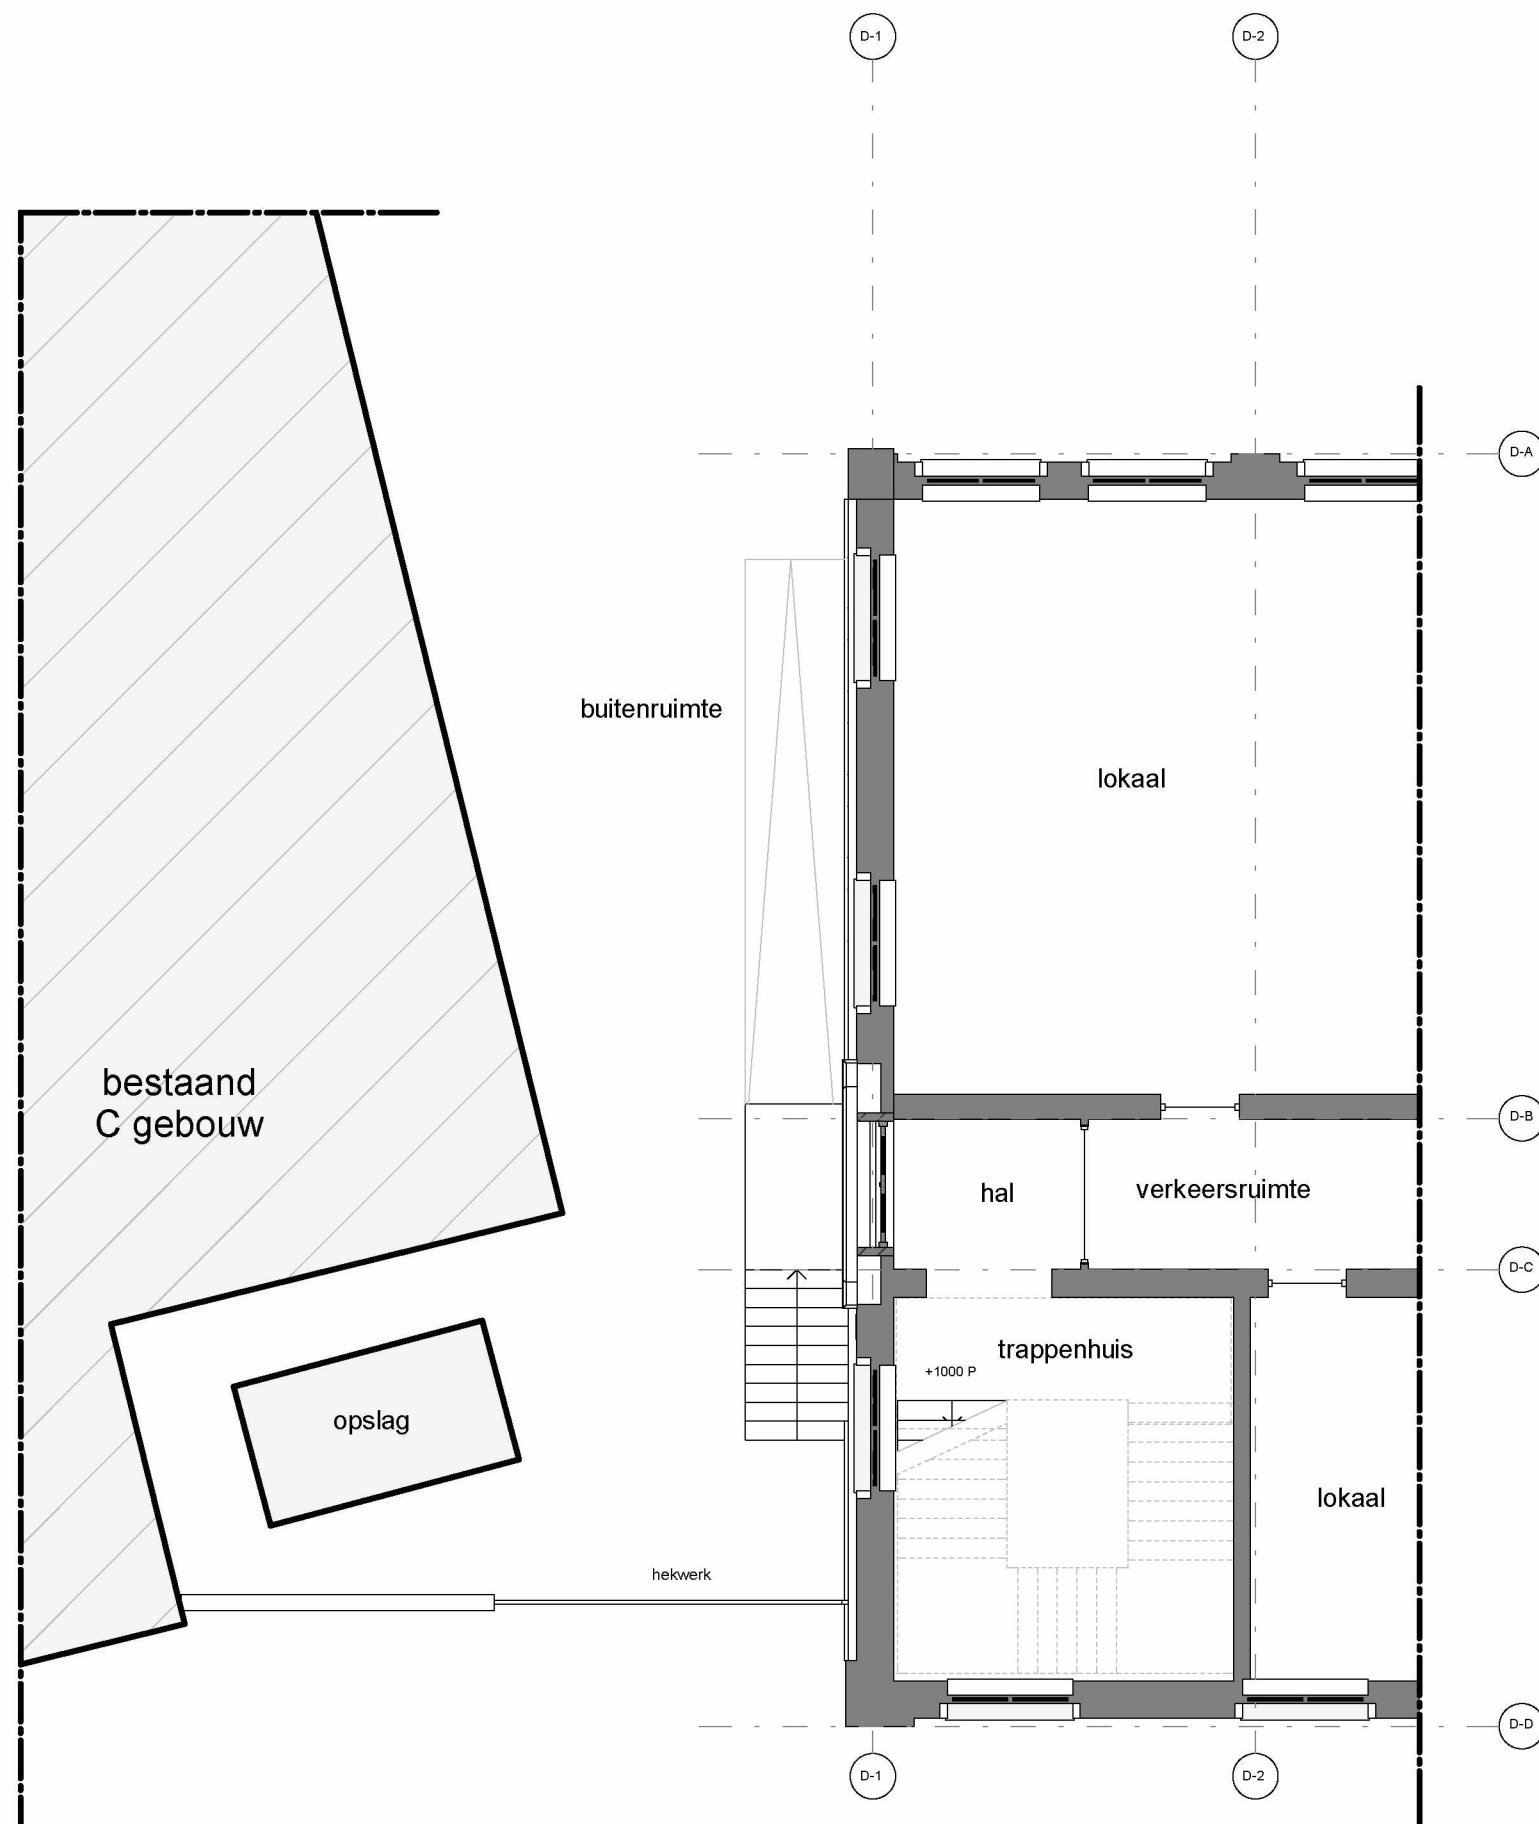 D-1
D-2
D-A
buitenruimte
lokaal
bestaand
C gebouw
D-B
hal
verkeersruimte
D-C
trappenhuis
+1000 P
opslag
lokaal
hekwerk
D-D
D-1
D-2